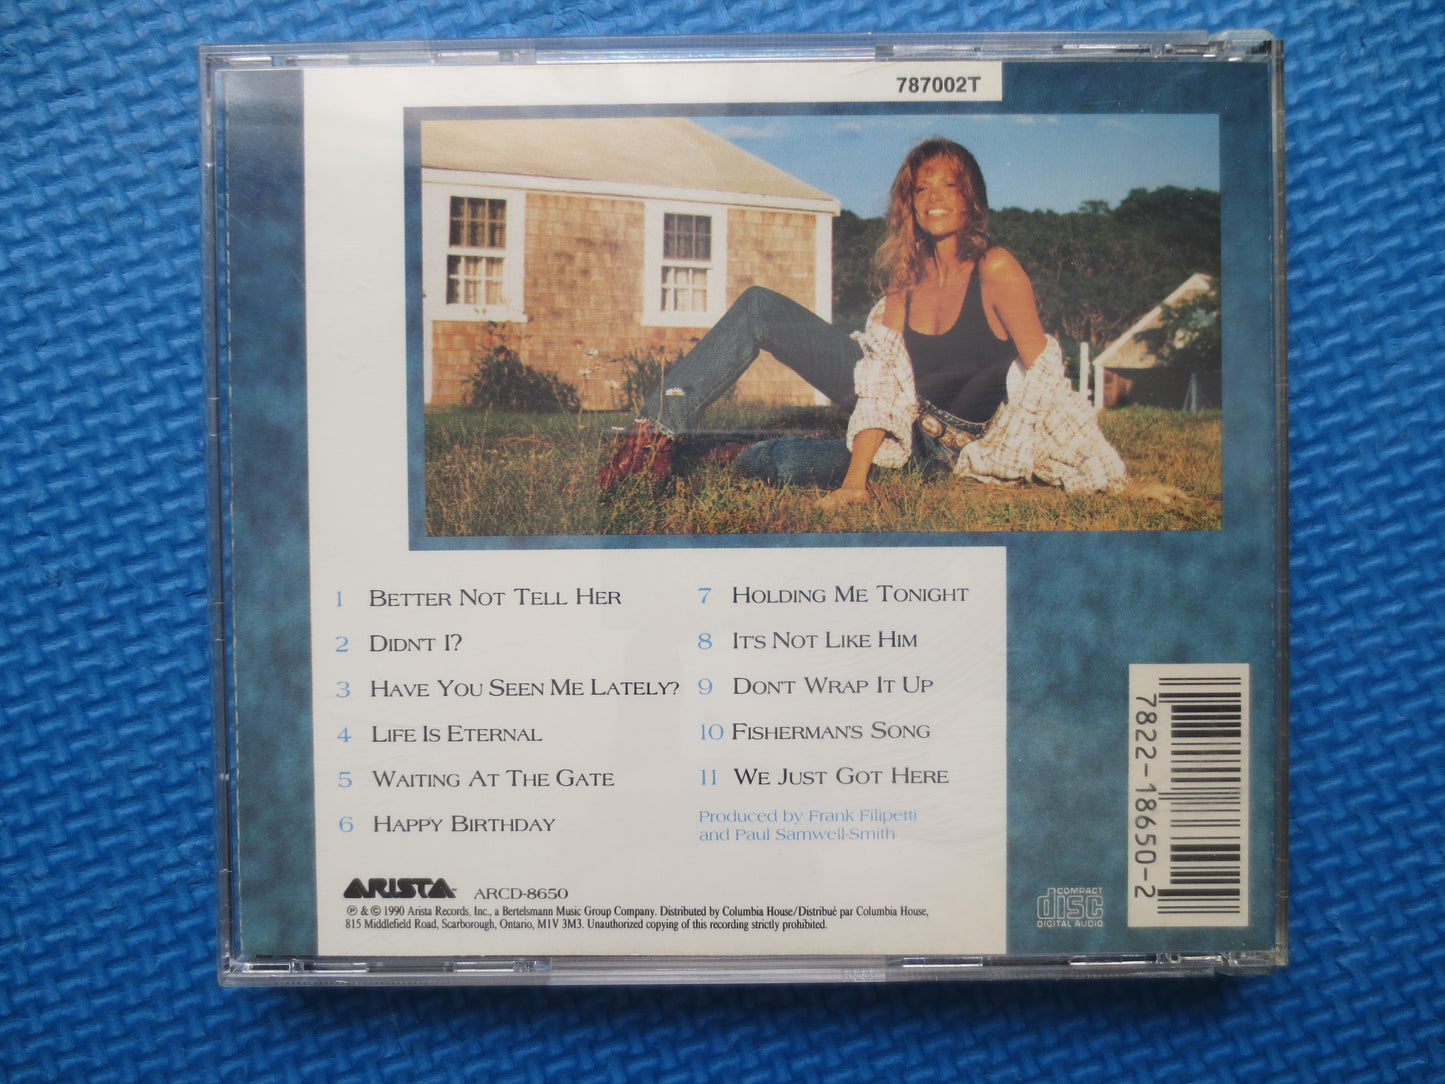 787002T
1 BETTER NOT TELL HER
2 DIDN'T I?
3 HAVE YOU SEEN ME LATELY?
4 LIFE IS ETERNAL
5 WAITING AT THE GATE
6 HAPPY BIRTHDAY
7 HOLDING ME TONIGHT
8 IT'S NOT LIKE HIM
9 DON'T WRAP IT UP
10 FISHERMAN'S SONG
11 WE JUST GOT HERE
Produced by Frank Filipetti
and Paul Samwell-Smith
ARISTA™ ARCD-8650
℗ & © 1990 Arista Records, Inc., a Bertelsmann Music Group Company. Distributed by Columbia House/Distribué par Columbia House,
815 Middlefield Road, Scarborough, Ontario, M1V 3M3. Unauthorized copying of this recording strictly prohibited.
COMPACT
disc
DIGITAL AUDIO
7822-18650-2